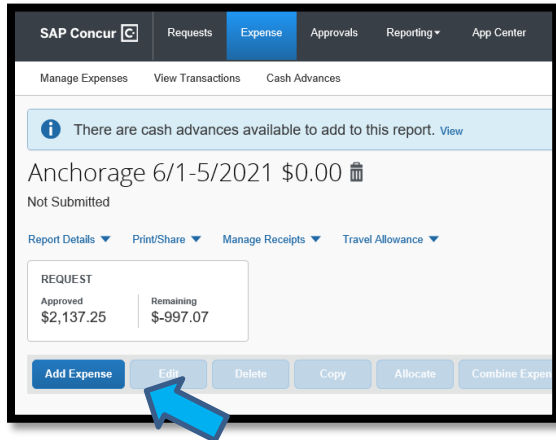 SAP Concur C Requests Expense Approvals Reporting▾ App Center
Manage Expenses View Transactions Cash Advances
There are cash advances available to add to this report. View
Anchorage 6/1-5/2021 $0.00
Not Submitted
Report Details ▼ Print/Share ▼ Manage Receipts ▼ Travel Allowance ▼
REQUEST
Approved Remaining
$2,137.25 $-997.07
Add Expense Edit Delete Copy Allocate Combine Expen